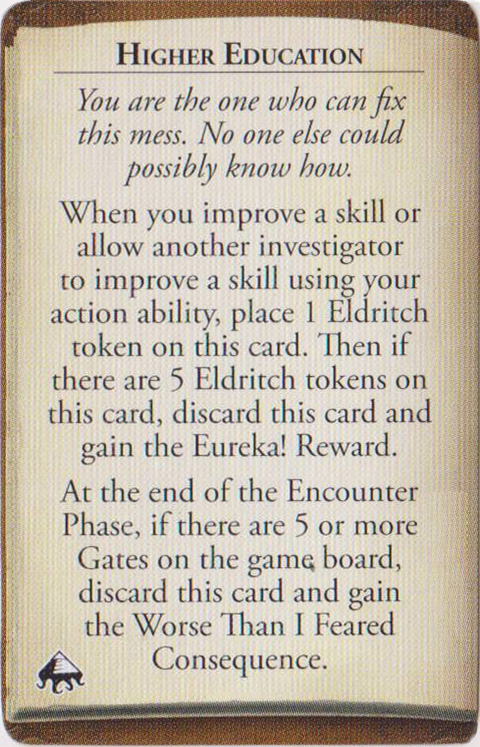 HIGHER EDUCATION
You are the one who can fix
this mess. No one else could
possibly know how.
When you improve a skill or
allow another investigator
to improve a skill using your
action ability, place 1 Eldritch
token on this card. Then if
there are 5 Eldritch tokens on
this card, discard this card and
gain the Eureka! Reward.
At the end of the Encounter
Phase, if there are 5 or more
Gates on the game board,
discard this card and gain
the Worse Than I Feared
Consequence.